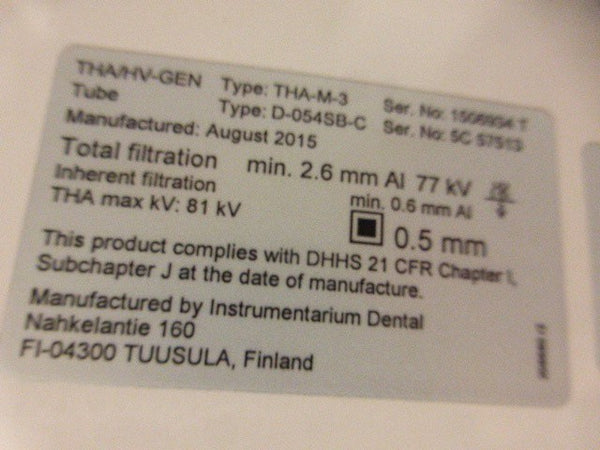 THA/HV-GEN Type: THA-M-3 Ser. No:
Tube Type: D-054SB-C Ser. No: 5C 57513
Manufactured: August 2015
Total filtration min. 2.6 mm Al 77 kV
Inherent filtration min. 0.6 mm Al
THA max kV: 81 kV 0.5 mm
This product complies with DHHS 21 CFR Chapter I,
Subchapter J at the date of manufacture.
Manufactured by Instrumentarium Dental
Nahkelantie 160
FI-04300 TUUSULA, Finland